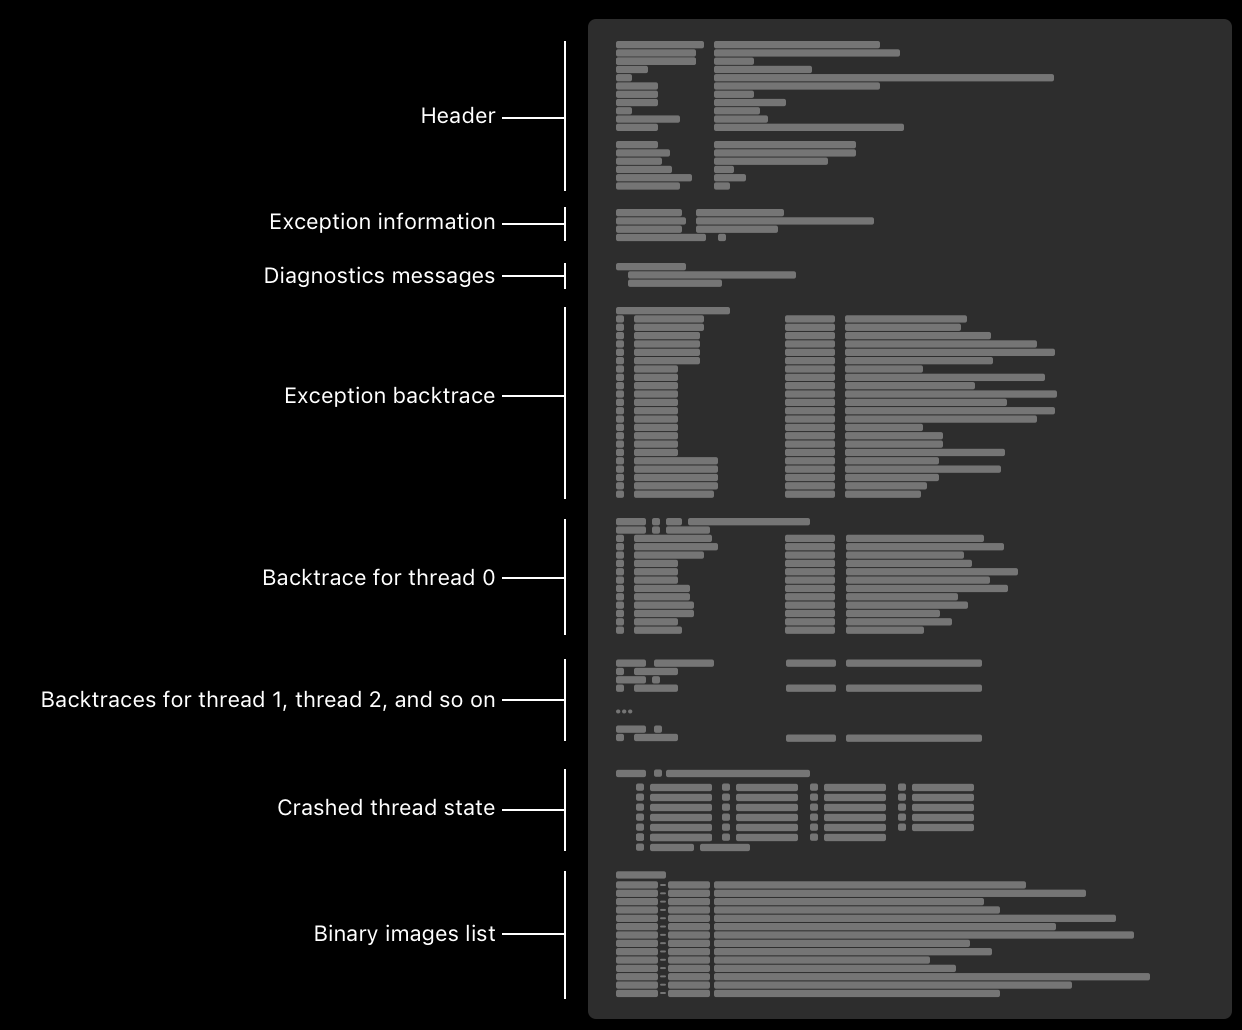 Header
Exception information
Diagnostics messages
Exception backtrace
Backtrace for thread 0
Backtraces for thread 1, thread 2, and so on
Crashed thread state
Binary images list